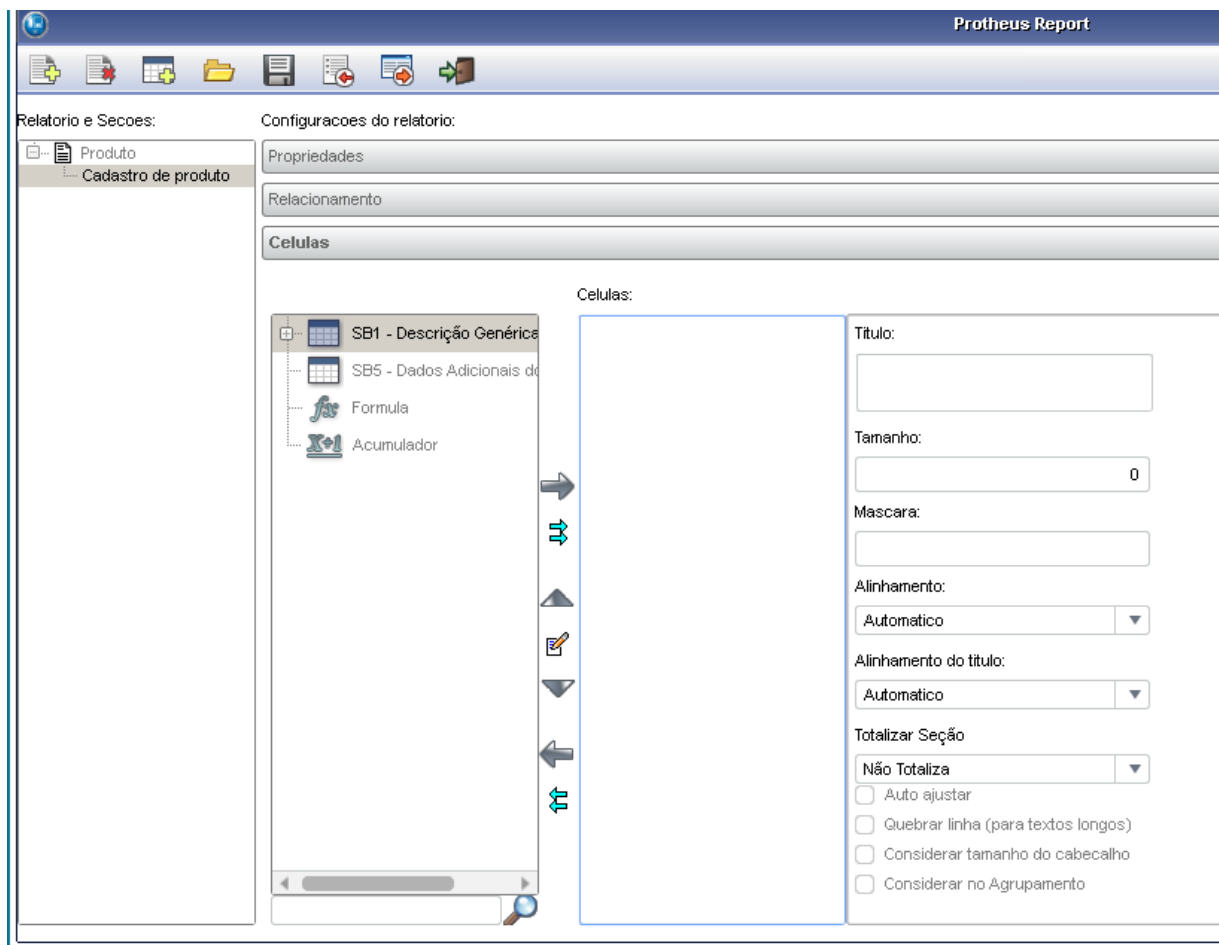 Protheus Report
Relatorio e Secoes:
Configuracoes do relatorio:
Produto
Cadastro de produto
Propriedades
Relacionamento
Celulas
Celulas:
SB1 - Descrição Genérica
SB5 - Dados Adicionais do
Formula
Acumulador
Titulo:
Tamanho:
0
Mascara:
Alinhamento:
Automatico
Alinhamento do titulo:
Automatico
Totalizar Seção
Não Totaliza
Auto ajustar
Quebrar linha (para textos longos)
Considerar tamanho do cabecalho
Considerar no Agrupamento